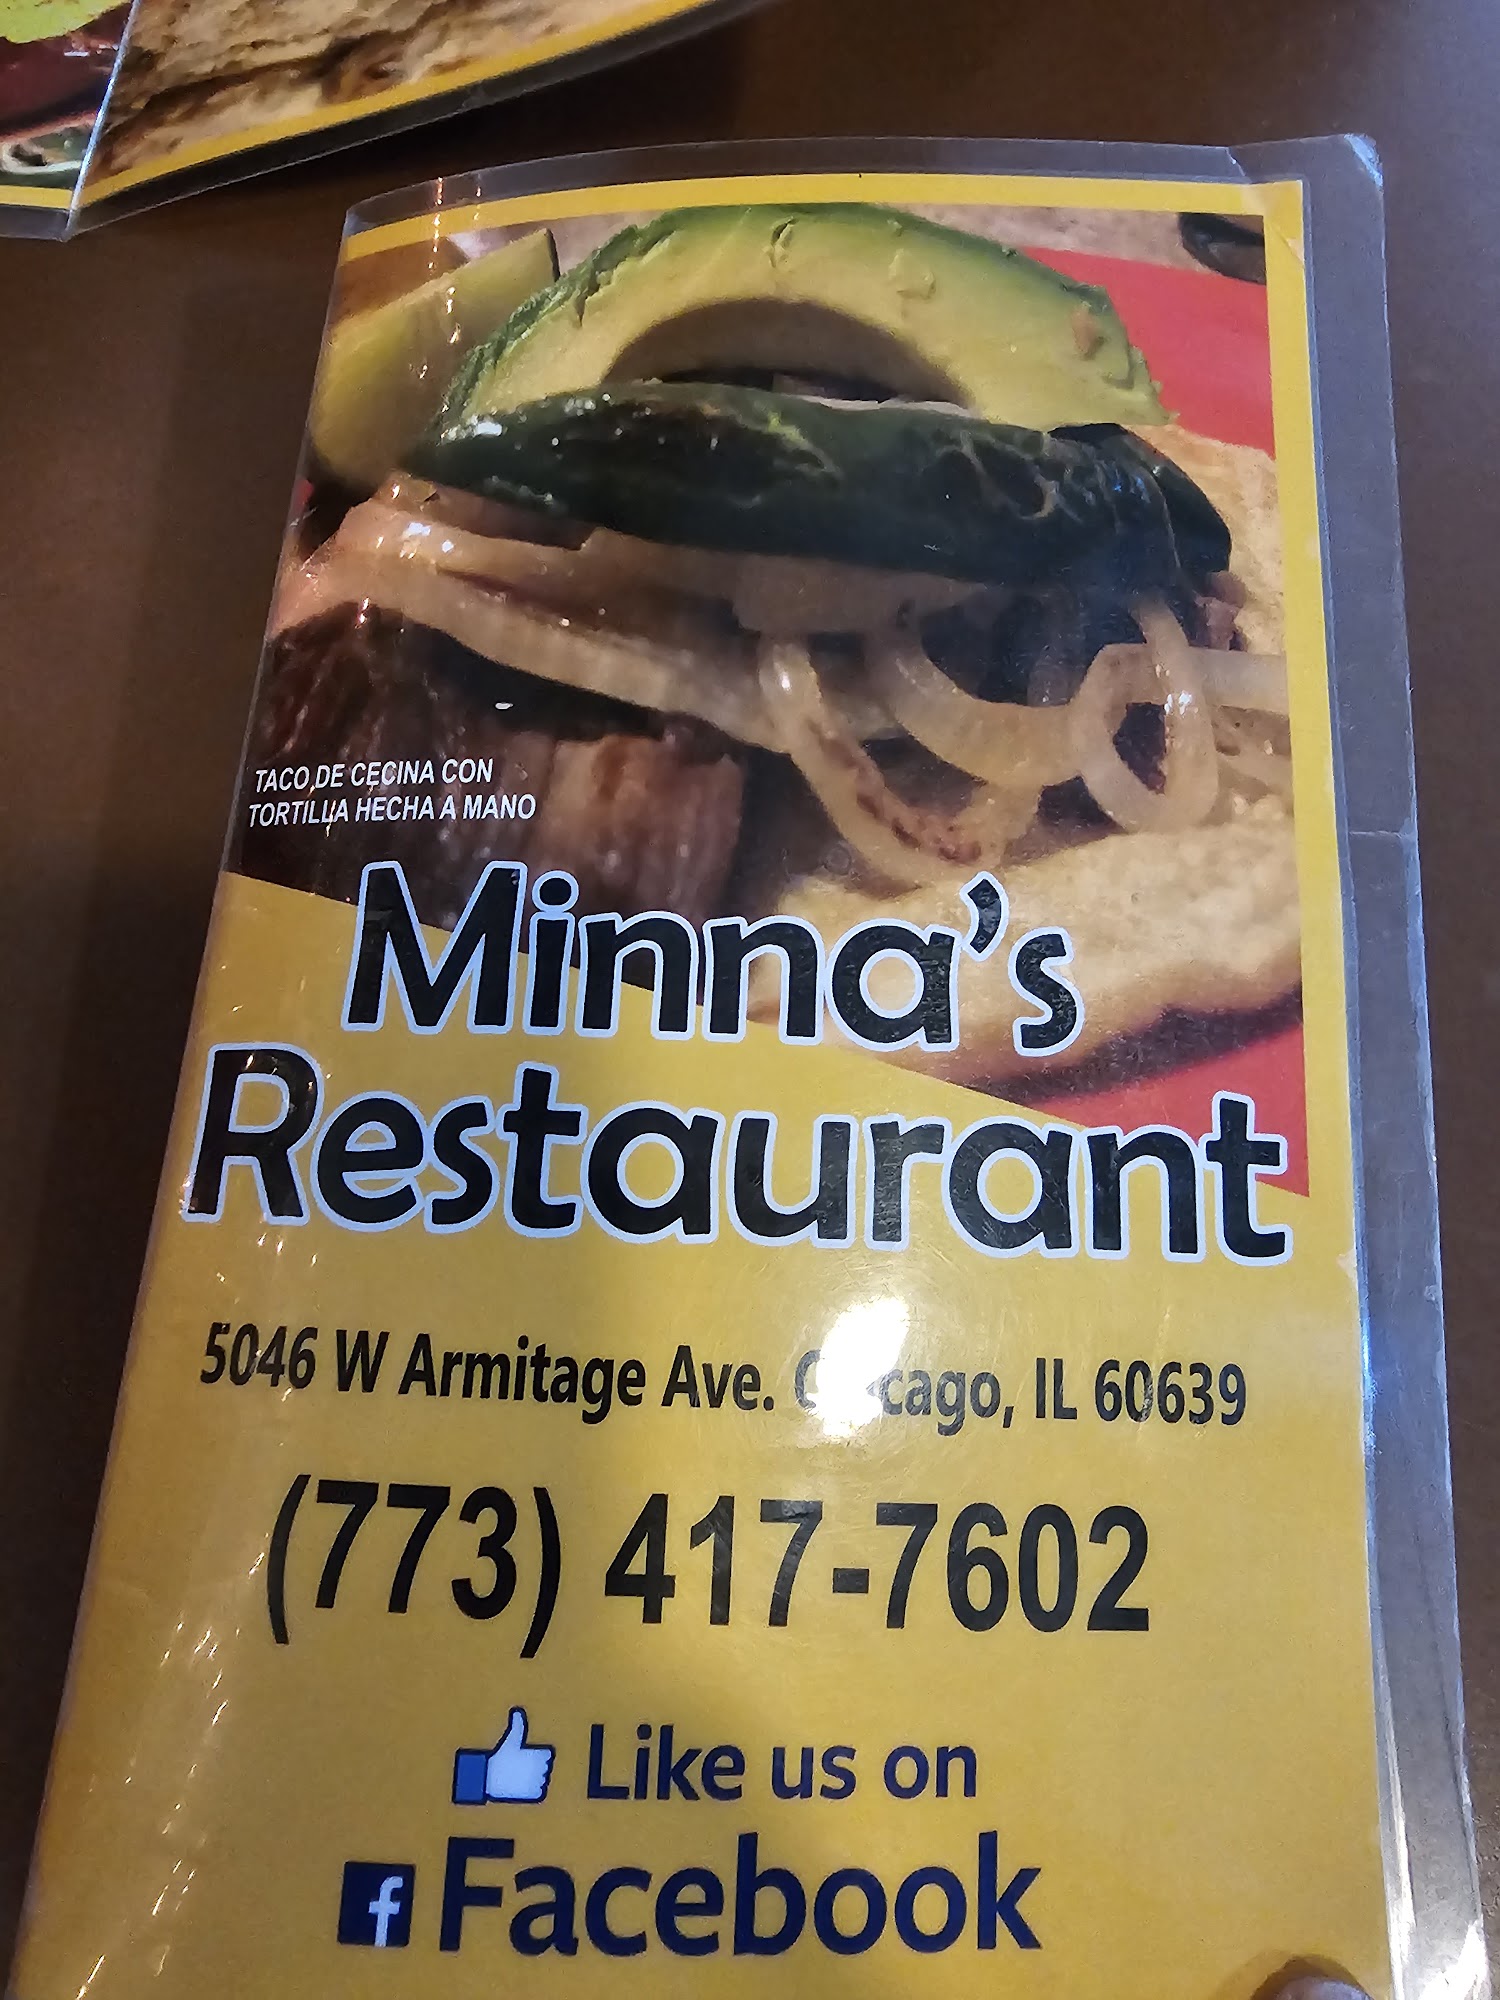 TACO DE CECINA CON
TORTILLA HECHA A MANO
Minna's
Restaurant
5046 W Armitage Ave. Chicago, IL 60639
(773) 417-7602
Like us on
f Facebook